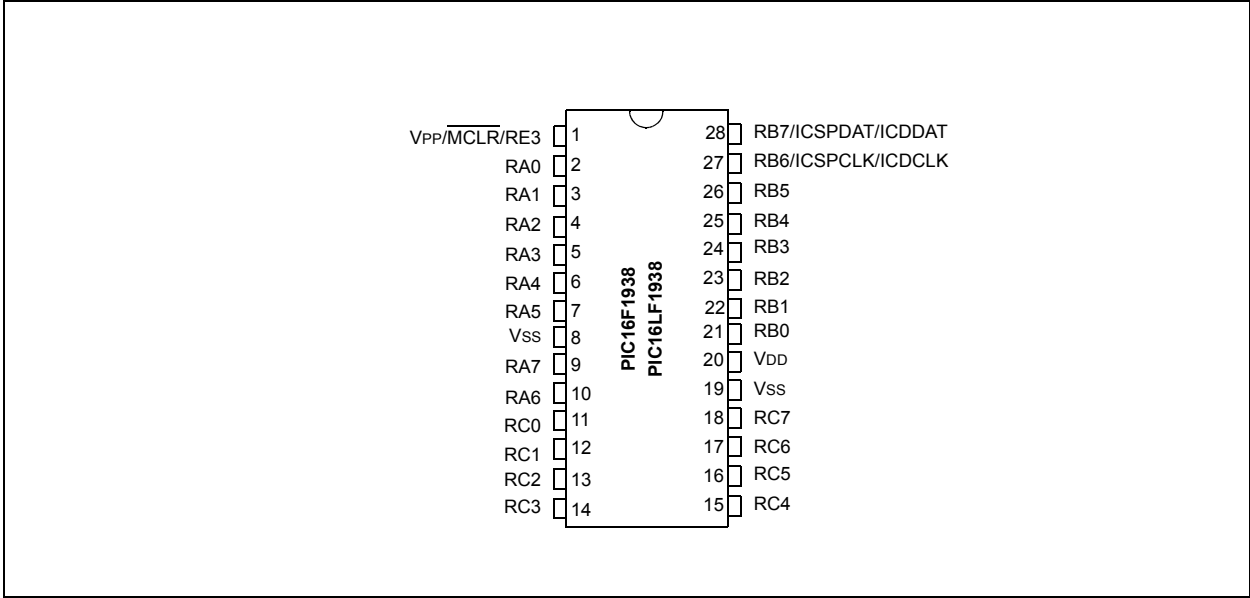 VPP/MCLR/RE3 1
RA0 2
RA1 3
RA2 4
RA3 5
RA4 6
RA5 7
VSS 8
RA7 9
RA6 10
RC0 11
RC1 12
RC2 13
RC3 14
PIC16F1938
PIC16LF1938
28 RB7/ICSPDAT/ICDDAT
27 RB6/ICSPCLK/ICDCLK
26 RB5
25 RB4
24 RB3
23 RB2
22 RB1
21 RB0
20 VDD
19 VSS
18 RC7
17 RC6
16 RC5
15 RC4